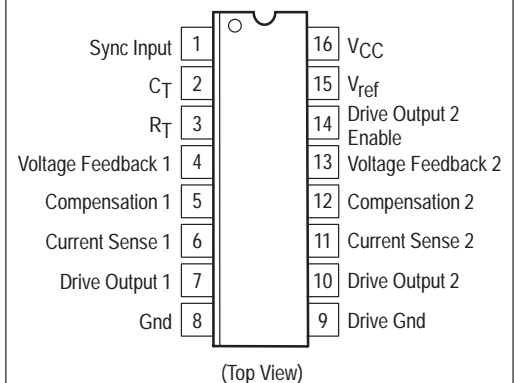 Sync Input 1
C_T 2
R_T 3
Voltage Feedback 1 4
Compensation 1 5
Current Sense 1 6
Drive Output 1 7
Gnd 8
16 V_CC
15 V_ref
14 Drive Output 2
Enable
13 Voltage Feedback 2
12 Compensation 2
11 Current Sense 2
10 Drive Output 2
9 Drive Gnd
(Top View)